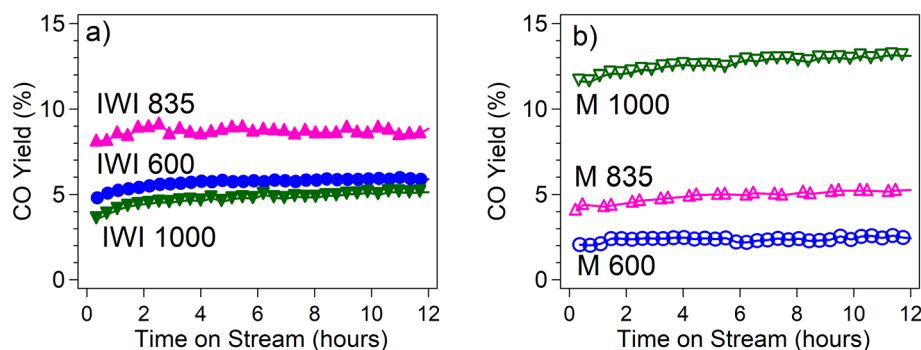 a)
CO Yield (%)
15
10
5
0
IWI 835
IWI 600
IWI 1000
0 2 4 6 8 10 12
Time on Stream (hours)
b)
CO Yield (%)
15
10
5
0
M 1000
M 835
M 600
0 2 4 6 8 10 12
Time on Stream (hours)